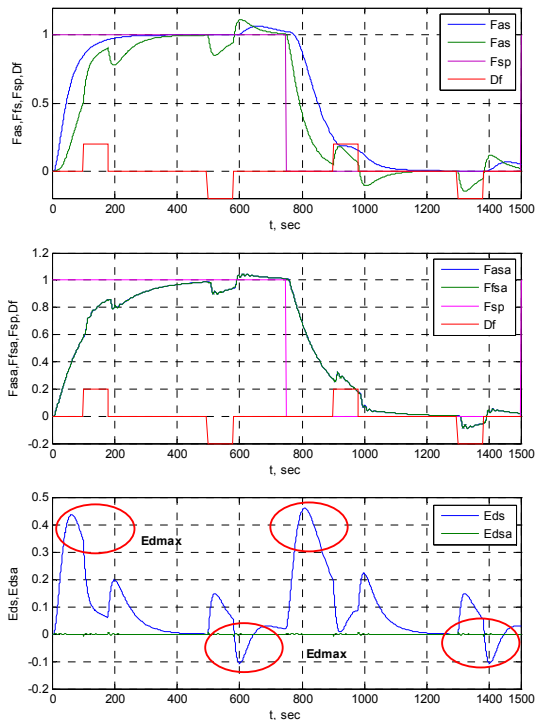 Fas,Ffs,Fsp,Df
1
0.5
0
Fas
Fas
Fsp
Df
0 200 400 600 800 1000 1200 1400 1500
t, sec
Fasa,Ffsa,Fsp,Df
1.2
1
0.8
0.6
0.4
0.2
0
-0.2
Fasa
Ffsa
Fsp
Df
0 200 400 600 800 1000 1200 1400 1500
t, sec
Eds,Edsa
0.5
0.4
0.3
0.2
0.1
0
-0.1
0.2
Eds
Edsa
Edmax
Edmax
0 200 400 600 800 1000 1200 1400 1500
t, sec